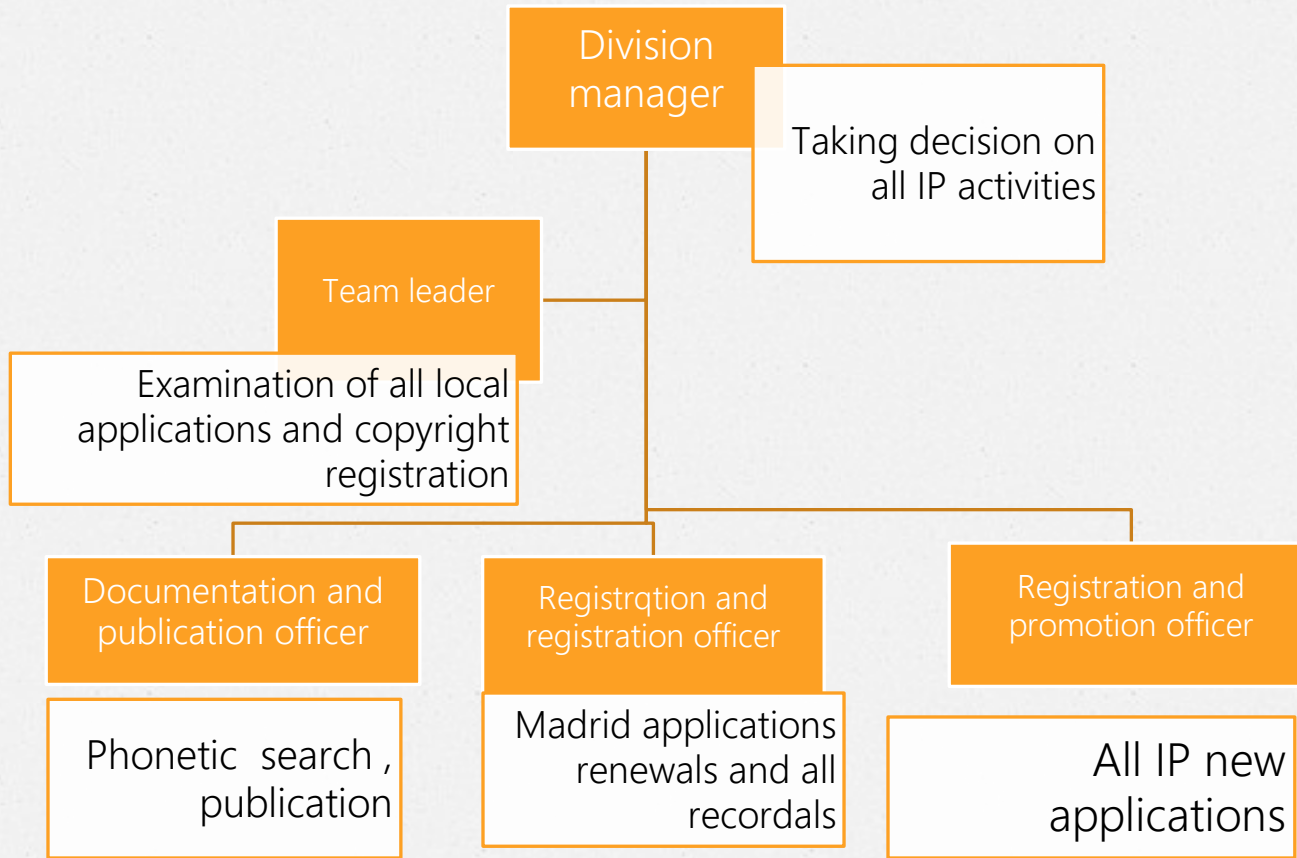 Division
manager
Taking decision on
all IP activities
Team leader
Examination of all local
applications and copyright
registration
Documentation and
publication officer
Phonetic search ,
publication
Registrqtion and
registration officer
Madrid applications
renewals and all
recordals
Registration and
promotion officer
All IP new
applications